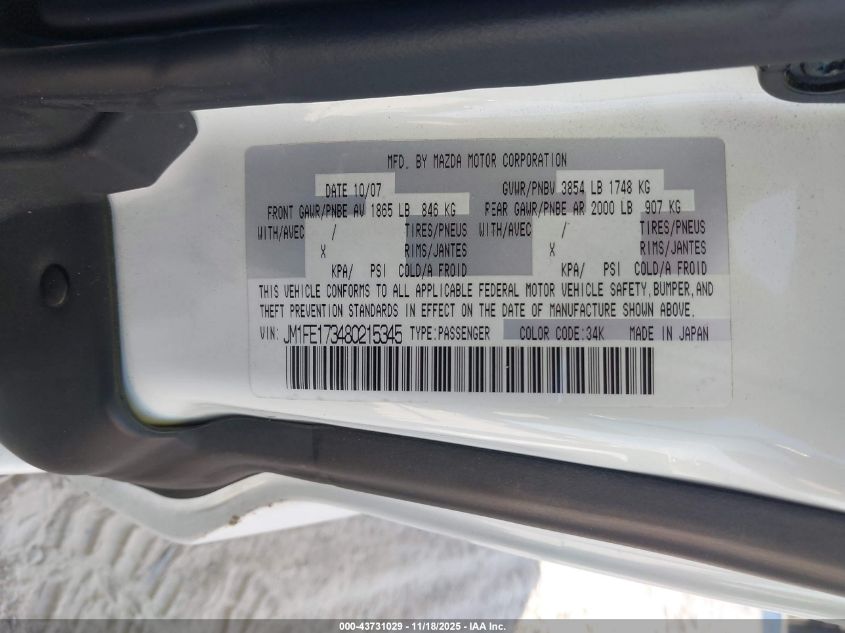 MFD. BY MAZDA MOTOR CORPORATION
DATE 10/07 GVWR/PNBV 3854 LB 1748 KG
FRONT GAWR/PNBE AV 1865 LB 846 KG REAR GAWR/PNBE AR 2000 LB 907 KG
WITH/AVEC / TIRES/PNEUS WITH/AVEC / TIRES/PNEUS
X RIMS/JANTES X RIMS/JANTES
KPA/ PSI COLD/A FROID KPA/ PSI COLD/A FROID
THIS VEHICLE CONFORMS TO ALL APPLICABLE FEDERAL MOTOR VEHICLE SAFETY, BUMPER, AND
THEFT PREVENTION STANDARDS IN EFFECT ON THE DATE OF MANUFACTURE SHOWN ABOVE.
VIN: JM1FE173480215345 TYPE:PASSENGER COLOR CODE:34K MADE IN JAPAN
000-43731029 - 11/18/2025 - IAA Inc.